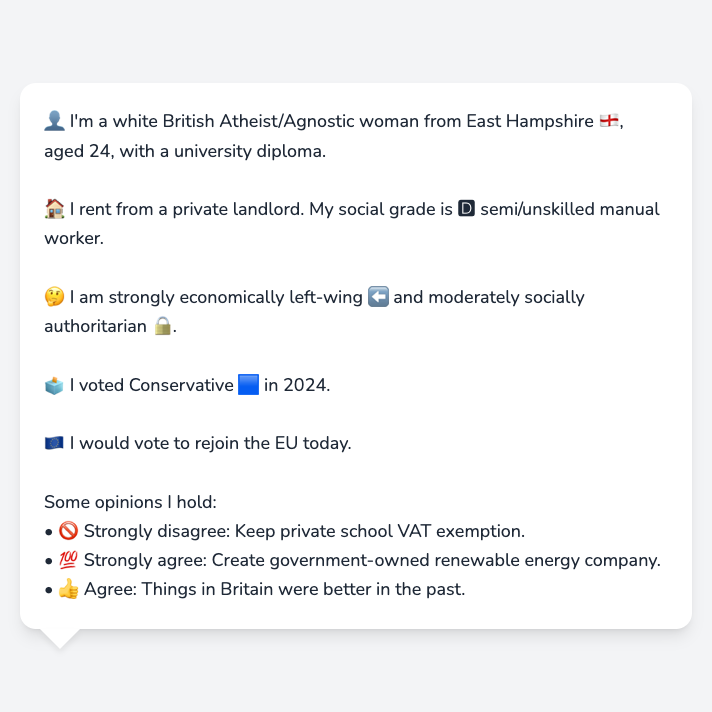 👤 I'm a white British Atheist/Agnostic woman from East Hampshire 🏴󠁧󠁢󠁥󠁮󠁧󠁿,
aged 24, with a university diploma.
🏠 I rent from a private landlord. My social grade is 🅳 semi/unskilled manual
worker.
🤔 I am strongly economically left-wing ⬅️ and moderately socially
authoritarian 🔒.
🗳️ I voted Conservative 🟦 in 2024.
🇪🇺 I would vote to rejoin the EU today.
Some opinions I hold:
• 🚫 Strongly disagree: Keep private school VAT exemption.
• 💯 Strongly agree: Create government-owned renewable energy company.
• 👍 Agree: Things in Britain were better in the past.